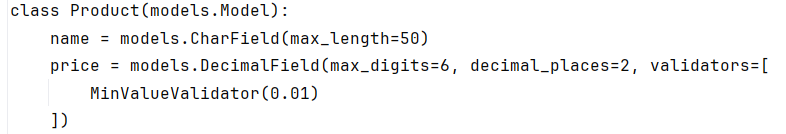 class Product(models.Model):
    name = models.CharField(max_length=50)
    price = models.DecimalField(max_digits=6, decimal_places=2, validators=[
        MinValueValidator(0.01)
    ])